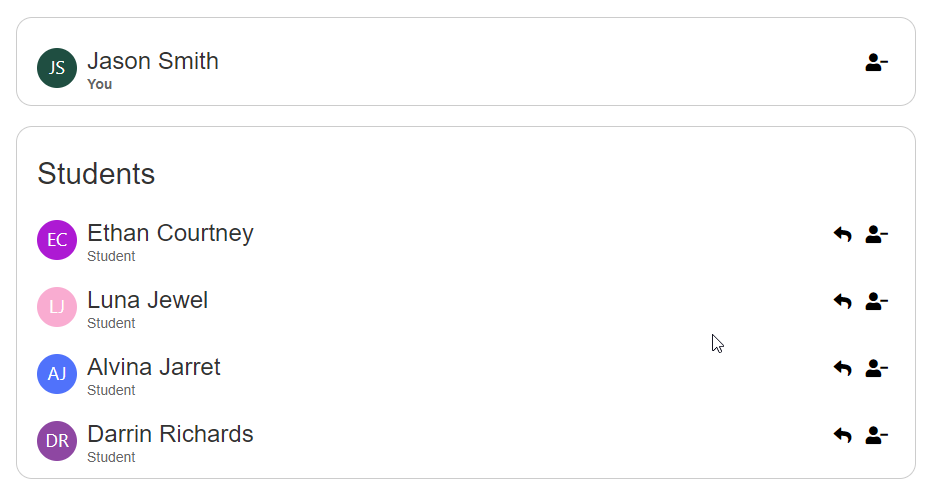 JS
Jason Smith
You
Students
EC
Ethan Courtney
Student
LJ
Luna Jewel
Student
AJ
Alvina Jarret
Student
DR
Darrin Richards
Student